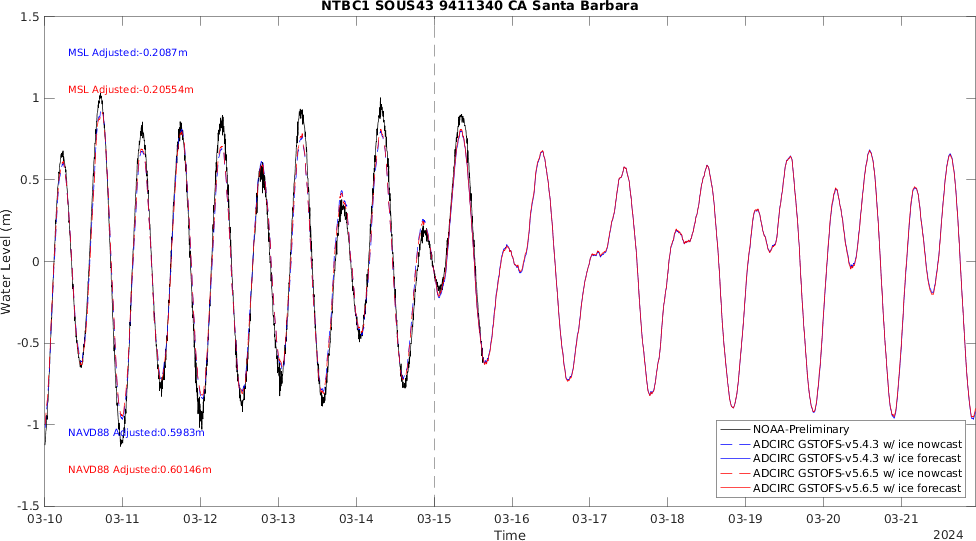 NTBC1 SOUS43 9411340 CA Santa Barbara
1.5
MSL Adjusted:-0.2087m
MSL Adjusted:-0.20554m
1
0.5
Water Level (m)
0
-0.5
-1
NAVD88 Adjusted:0.5983m
NAVD88 Adjusted:0.60146m
-1.5
NOAA-Preliminary
ADCIRC GSTOFS-v5.4.3 w/ ice nowcast
ADCIRC GSTOFS-v5.4.3 w/ ice forecast
ADCIRC GSTOFS-v5.6.5 w/ ice nowcast
ADCIRC GSTOFS-v5.6.5 w/ ice forecast
03-10 03-11 03-12 03-13 03-14 03-15 03-16 03-17 03-18 03-19 03-20 03-21
Time
2024